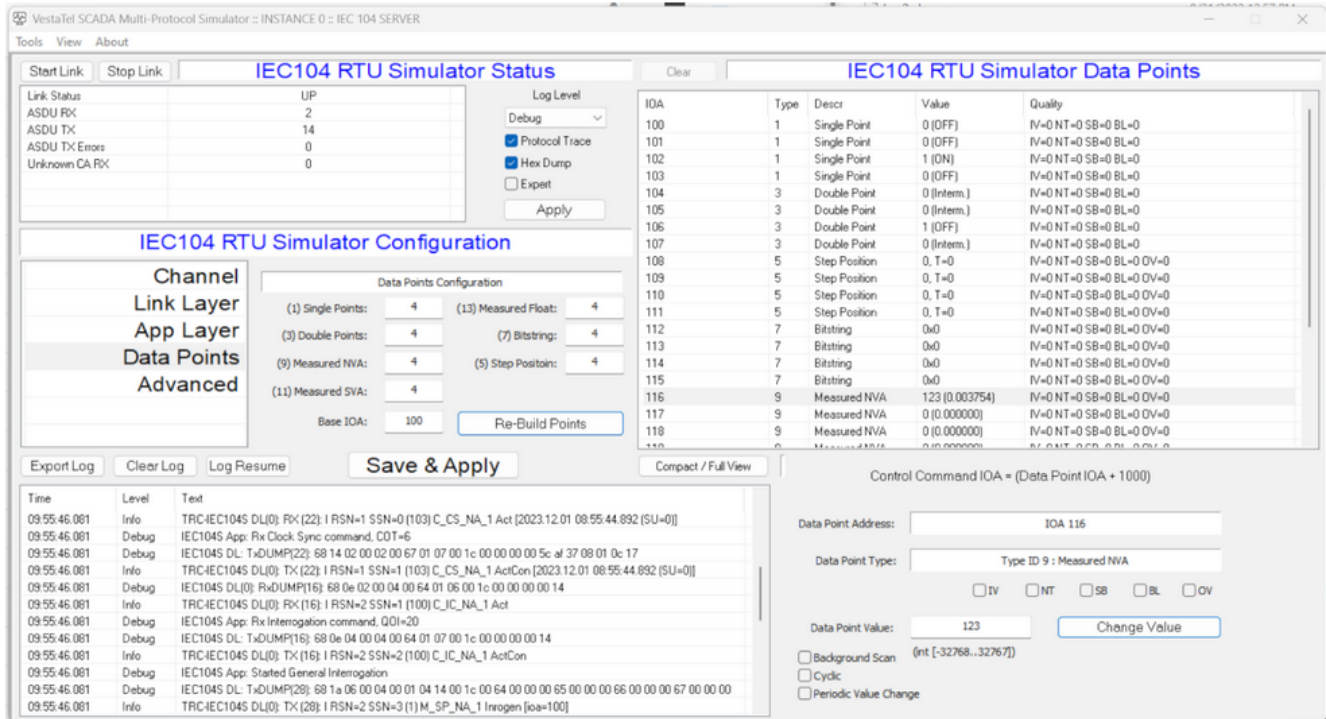 VestaTel SCADA Multi-Protocol Simulator :: INSTANCE 0 :: IEC 104 SERVER
Tools View About
Start Link Stop Link IEC104 RTU Simulator Status
Link Status UP
ASDU RX 2
ASDU TX 14
ASDU TX Errors 0
Unknown CA RX 0
Log Level
Debug
Protocol Trace
Hex Dump
Expert
Apply
IEC104 RTU Simulator Configuration
Channel
Link Layer
App Layer
Data Points
Advanced
Data Points Configuration
(1) Single Points: 4 (13) Measured Float: 4
(3) Double Points: 4 (7) Bitstring: 4
(9) Measured NVA: 4 (5) Step Positoin: 4
(11) Measured SVA: 4
Base IOA: 100 Re-Build Points
Clear IEC104 RTU Simulator Data Points
IOA Type Descr Value Quality
100 1 Single Point 0 (OFF) IV=0 NT=0 SB=0 BL=0
101 1 Single Point 0 (OFF) IV=0 NT=0 SB=0 BL=0
102 1 Single Point 1 (ON) IV=0 NT=0 SB=0 BL=0
103 1 Single Point 0 (OFF) IV=0 NT=0 SB=0 BL=0
104 3 Double Point 0 (Interm.) IV=0 NT=0 SB=0 BL=0
105 3 Double Point 0 (Interm.) IV=0 NT=0 SB=0 BL=0
106 3 Double Point 1 (OFF) IV=0 NT=0 SB=0 BL=0
107 3 Double Point 0 (Interm.) IV=0 NT=0 SB=0 BL=0
108 5 Step Position 0, T=0 IV=0 NT=0 SB=0 BL=0 OV=0
109 5 Step Position 0, T=0 IV=0 NT=0 SB=0 BL=0 OV=0
110 5 Step Position 0, T=0 IV=0 NT=0 SB=0 BL=0 OV=0
111 5 Step Position 0, T=0 IV=0 NT=0 SB=0 BL=0 OV=0
112 7 Bitstring 0x0 IV=0 NT=0 SB=0 BL=0 OV=0
113 7 Bitstring 0x0 IV=0 NT=0 SB=0 BL=0 OV=0
114 7 Bitstring 0x0 IV=0 NT=0 SB=0 BL=0 OV=0
115 7 Bitstring 0x0 IV=0 NT=0 SB=0 BL=0 OV=0
116 9 Measured NVA 123 (0.003754) IV=0 NT=0 SB=0 BL=0 OV=0
117 9 Measured NVA 0 (0.000000) IV=0 NT=0 SB=0 BL=0 OV=0
118 9 Measured NVA 0 (0.000000) IV=0 NT=0 SB=0 BL=0 OV=0
Export Log Clear Log Log Resume Save & Apply Compact / Full View
Time Level Text
09:55:46.081 Info TRC-IEC104S DL(0): RX (22): I RSN=1 SSN=0 (103) C_CS_NA_1 Act [2023.12.01 08:55:44.892 (SU=0)]
09:55:46.081 Debug IEC104S App: Rx Clock Sync command, COT=6
09:55:46.081 Debug IEC104S DL: TxDUMP(22): 68 14 02 00 02 00 67 01 07 00 1c 00 00 00 00 5c af 37 08 01 0c 17
09:55:46.081 Info TRC-IEC104S DL(0): TX (22): I RSN=1 SSN=1 (103) C_CS_NA_1 ActCon [2023.12.01 08:55:44.892 (SU=0)]
09:55:46.081 Debug IEC104S DL(0): RxDUMP(16): 68 0e 02 00 04 00 64 01 06 00 1c 00 00 00 00 14
09:55:46.081 Info TRC-IEC104S DL(0): RX (16): I RSN=2 SSN=1 (100) C_IC_NA_1 Act
09:55:46.081 Debug IEC104S App: Rx Interrogation command, QOI=20
09:55:46.081 Debug IEC104S DL: TxDUMP(16): 68 0e 04 00 04 00 64 01 07 00 1c 00 00 00 00 14
09:55:46.081 Info TRC-IEC104S DL(0): TX (16): I RSN=2 SSN=2 (100) C_IC_NA_1 ActCon
09:55:46.081 Debug IEC104S App: Started General Interrogation
09:55:46.081 Debug IEC104S DL: TxDUMP(28): 68 1a 06 00 04 00 01 04 14 00 1c 00 64 00 00 00 65 00 00 00 66 00 00 00 67 00 00 00
09:55:46.081 Info TRC-IEC104S DL(0): TX (28): I RSN=2 SSN=3 (1) M_SP_NA_1 Inrogen [ioa=100]
Control Command IOA = (Data Point IOA + 1000)
Data Point Address: IOA 116
Data Point Type: Type ID 9 : Measured NVA
IV NT SB BL OV
Data Point Value: 123 Change Value
(int [-32768..32767])
Background Scan
Cyclic
Periodic Value Change